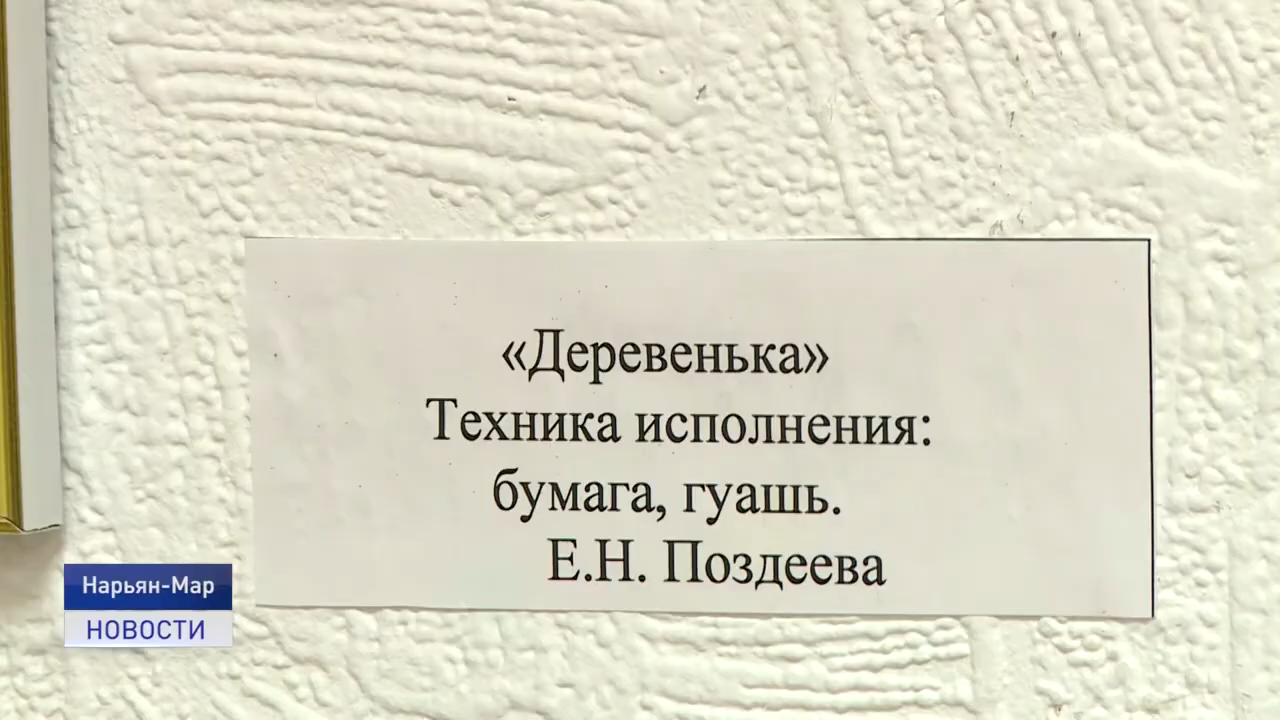 «Деревенька»
Техника исполнения:
бумага, гуашь.
Е.Н. Поздеева
Нарьян-Мар
НОВОСТИ